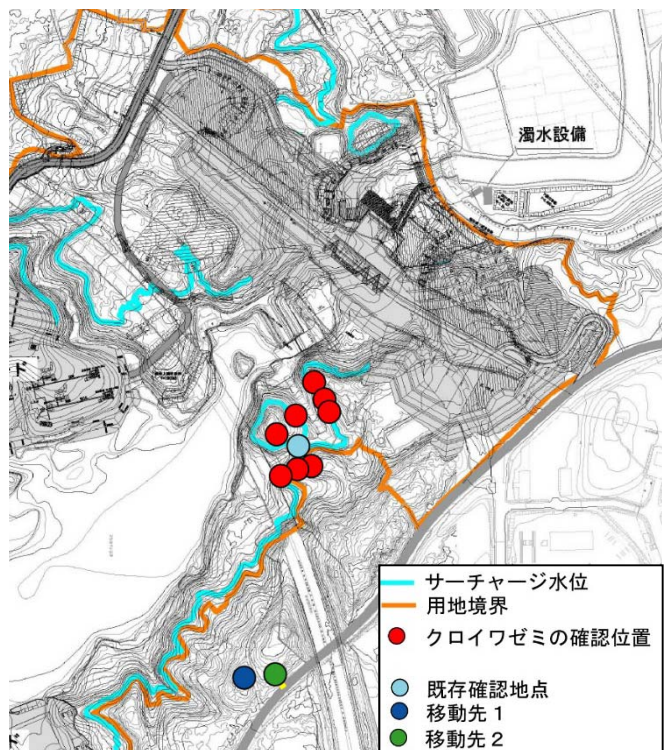 濁水設備
ド
サーチャージ水位
用地境界
クロイワゼミの確認位置
既存確認地点
移動先1
移動先2
ド